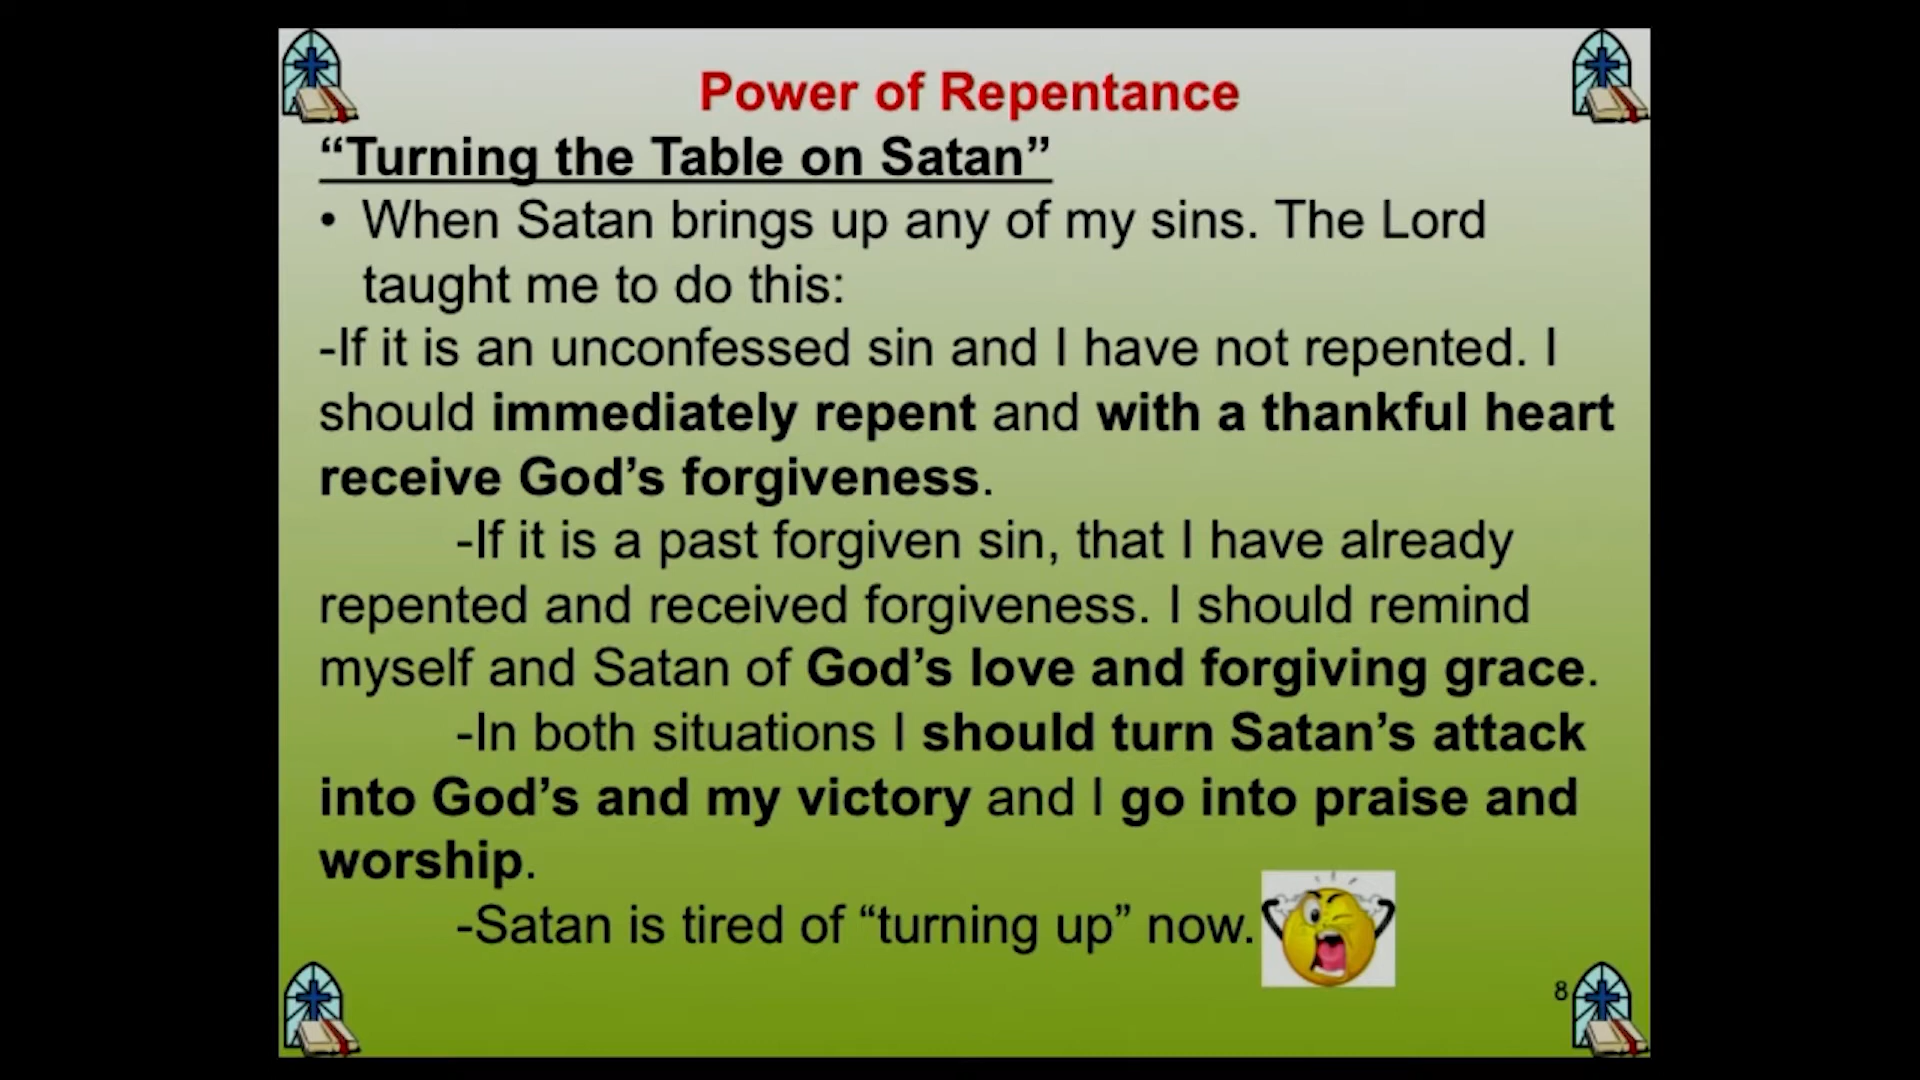 Power of Repentance
“Turning the Table on Satan”
• When Satan brings up any of my sins. The Lord
taught me to do this:
-If it is an unconfessed sin and I have not repented. I
should immediately repent and with a thankful heart
receive God’s forgiveness.
-If it is a past forgiven sin, that I have already
repented and received forgiveness. I should remind
myself and Satan of God’s love and forgiving grace.
-In both situations I should turn Satan’s attack
into God’s and my victory and I go into praise and
worship.
-Satan is tired of “turning up” now.
8